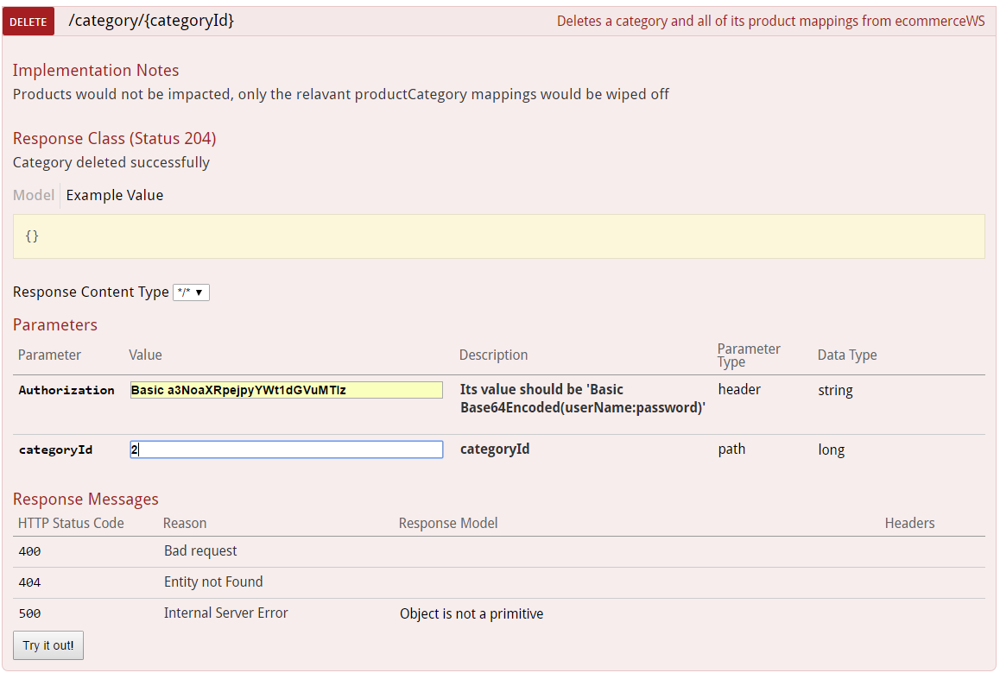 DELETE /category/{categoryId} Deletes a category and all of its product mappings from ecommerceWS
Implementation Notes
Products would not be impacted, only the relavant productCategory mappings would be wiped off
Response Class (Status 204)
Category deleted successfully
Model Example Value
{}
Response Content Type */* ▼
Parameters
Parameter Value Description Parameter Type Data Type
Authorization Basic a3NoaXRpejpyYWt1dGVuMTIz Its value should be 'Basic Base64Encoded(userName:password)' header string
categoryId 2 categoryId path long
Response Messages
HTTP Status Code Reason Response Model Headers
400 Bad request
404 Entity not Found
500 Internal Server Error Object is not a primitive
Try it out!